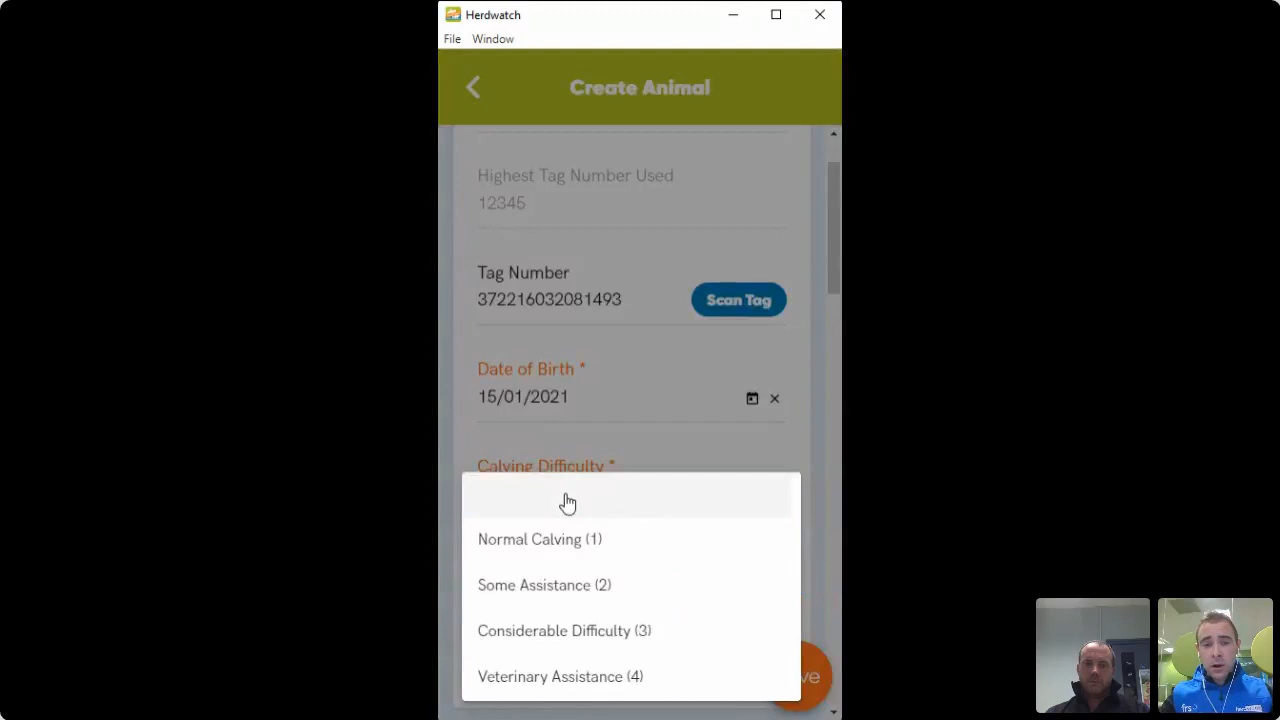 Herdwatch
File Window
Create Animal
Highest Tag Number Used
12345
Tag Number
372216032081493
Scan Tag
Date of Birth *
15/01/2021
Calving Difficulty *
Normal Calving (1)
Some Assistance (2)
Considerable Difficulty (3)
Veterinary Assistance (4)
ve